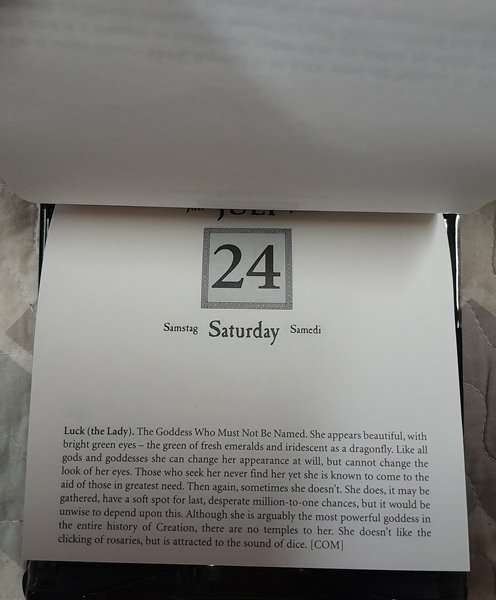 JULY
24
Samstag Saturday Samedi
Luck (the Lady). The Goddess Who Must Not Be Named. She appears beautiful, with
bright green eyes – the green of fresh emeralds and iridescent as a dragonfly. Like all
gods and goddesses she can change her appearance at will, but cannot change the
look of her eyes. Those who seek her never find her yet she is known to come to the
aid of those in greatest need. Then again, sometimes she doesn't. She does, it may be
gathered, have a soft spot for last, desperate million-to-one chances, but it would be
unwise to depend upon this. Although she is arguably the most powerful goddess in
the entire history of Creation, there are no temples to her. She doesn't like the
clicking of rosaries, but is attracted to the sound of dice. [COM]